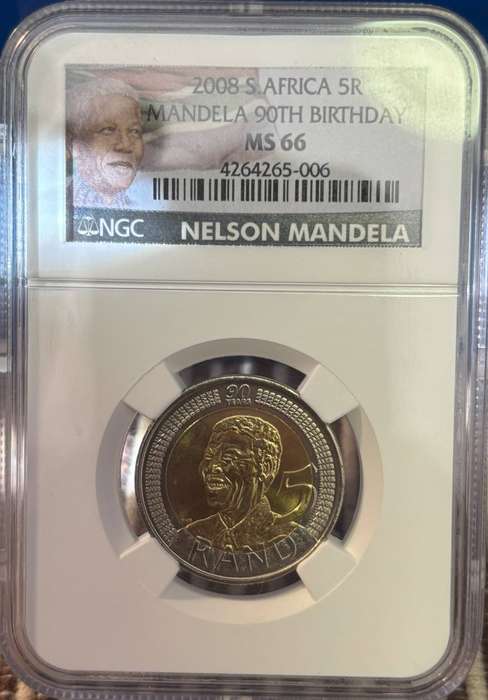 2008 S.AFRICA 5R
MANDELA 90TH BIRTHDAY
MS 66
4264265-006
NGC NELSON MANDELA
90
YEARS
5
RAND